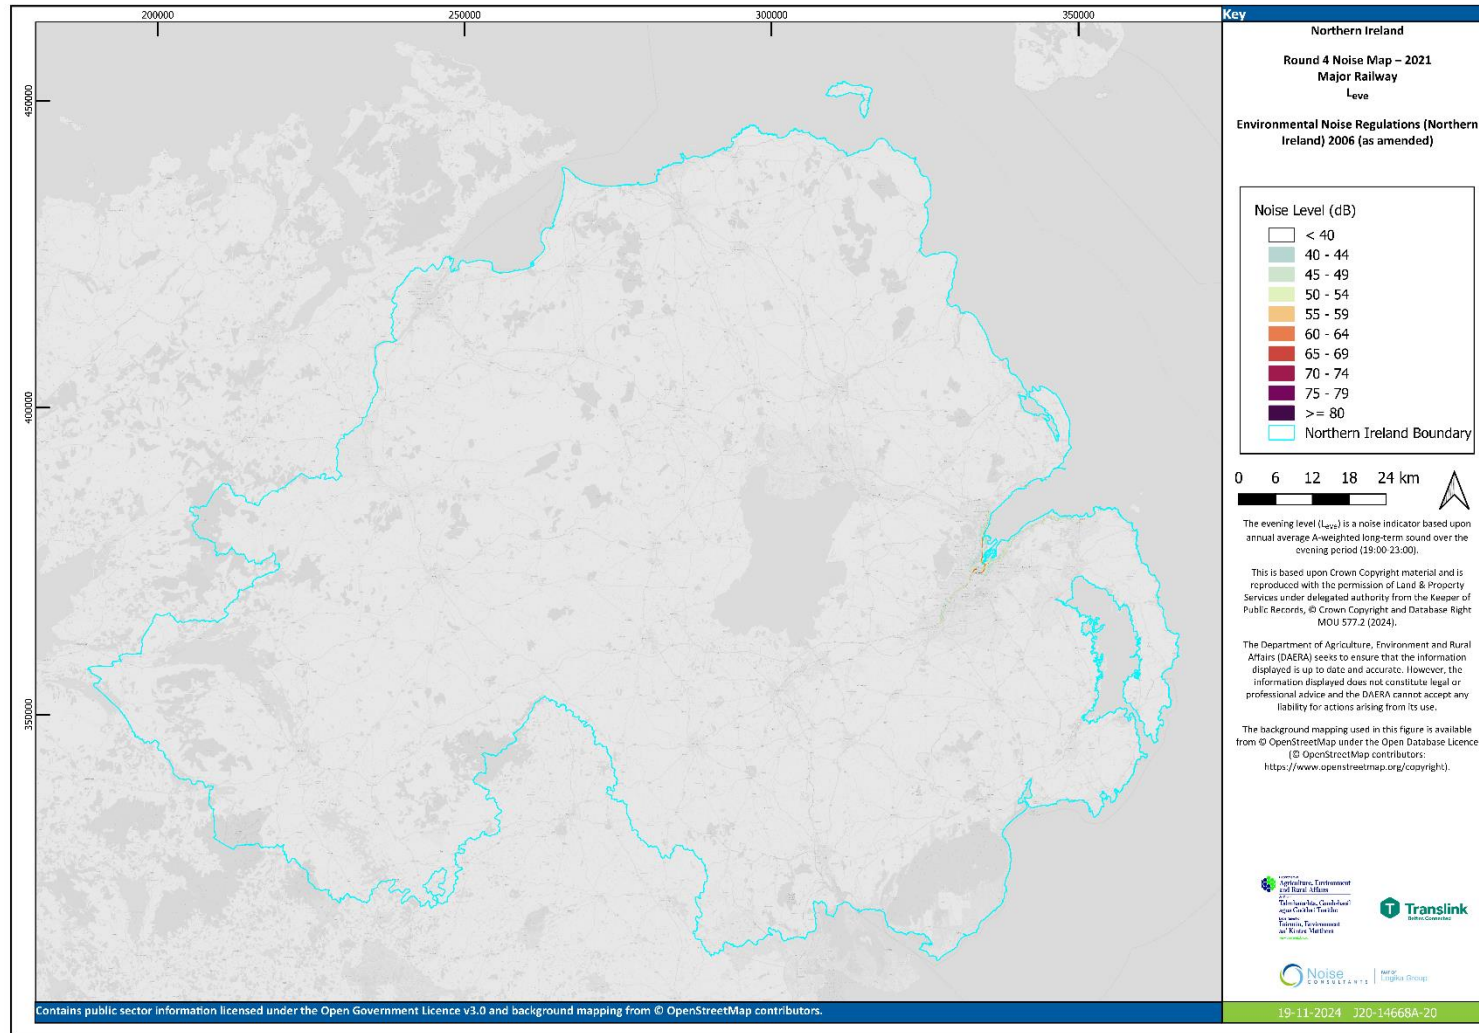 200000
250000
300000
350000
450000
400000
350000
Key
Northern Ireland
Round 4 Noise Map – 2021
Major Railway
Leve
Environmental Noise Regulations (Northern
Ireland) 2006 (as amended)
Noise Level (dB)
< 40
40 - 44
45 - 49
50 - 54
55 - 59
60 - 64
65 - 69
70 - 74
75 - 79
>= 80
Northern Ireland Boundary
0 6 12 18 24 km
The evening level (Leve) is a noise indicator based upon
annual average A-weighted long-term sound over the
evening period (19:00-23:00).
This is based upon Crown Copyright material and is
reproduced with the permission of Land & Property
Services under delegated authority from the Keeper of
Public Records, © Crown Copyright and Database Right
MOU 577.2 (2024).
The Department of Agriculture, Environment and Rural
Affairs (DAERA) seeks to ensure that the information
displayed is up to date and accurate. However, the
information displayed does not constitute legal or
professional advice and the DAERA cannot accept any
liability for actions arising from its use.
The background mapping used in this figure is available
from © OpenStreetMap under the Open Database Licence
(© OpenStreetMap contributors:
https://www.openstreetmap.org/copyright).
Agriculture, Environment
and Rural Affairs
Translink
Noise
CONSULTANTS
PART OF
Logika Group
Contains public sector information licensed under the Open Government Licence v3.0 and background mapping from © OpenStreetMap contributors.
19-11-2024 J20-14668A-20